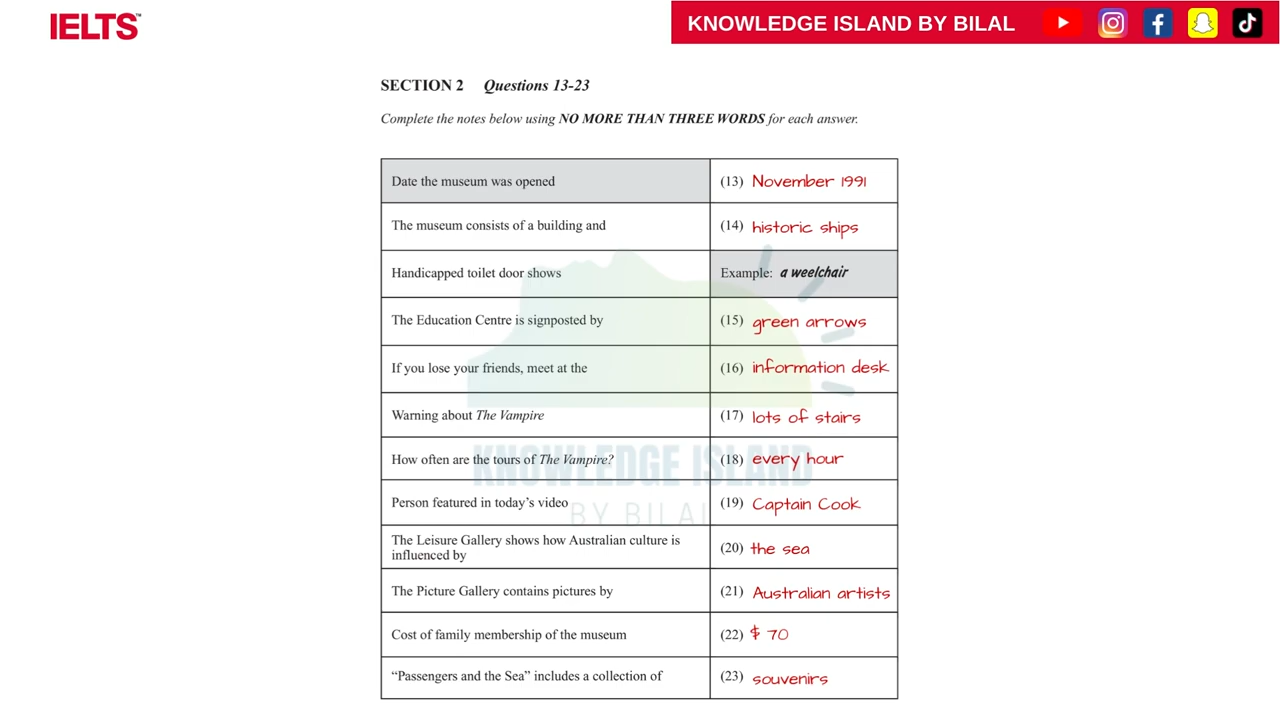 IELTS™
KNOWLEDGE ISLAND BY BILAL
SECTION 2 Questions 13-23
Complete the notes below using NO MORE THAN THREE WORDS for each answer.
Date the museum was opened (13) November 1991
The museum consists of a building and (14) historic ships
Handicapped toilet door shows Example: a weelchair
The Education Centre is signposted by (15) green arrows
If you lose your friends, meet at the (16) information desk
Warning about The Vampire (17) lots of stairs
How often are the tours of The Vampire? (18) every hour
Person featured in today's video (19) Captain Cook
The Leisure Gallery shows how Australian culture is
influenced by (20) the sea
The Picture Gallery contains pictures by (21) Australian artists
Cost of family membership of the museum (22) $ 70
“Passengers and the Sea” includes a collection of (23) souvenirs
KNOWLEDGE ISLAND
BY BILAL